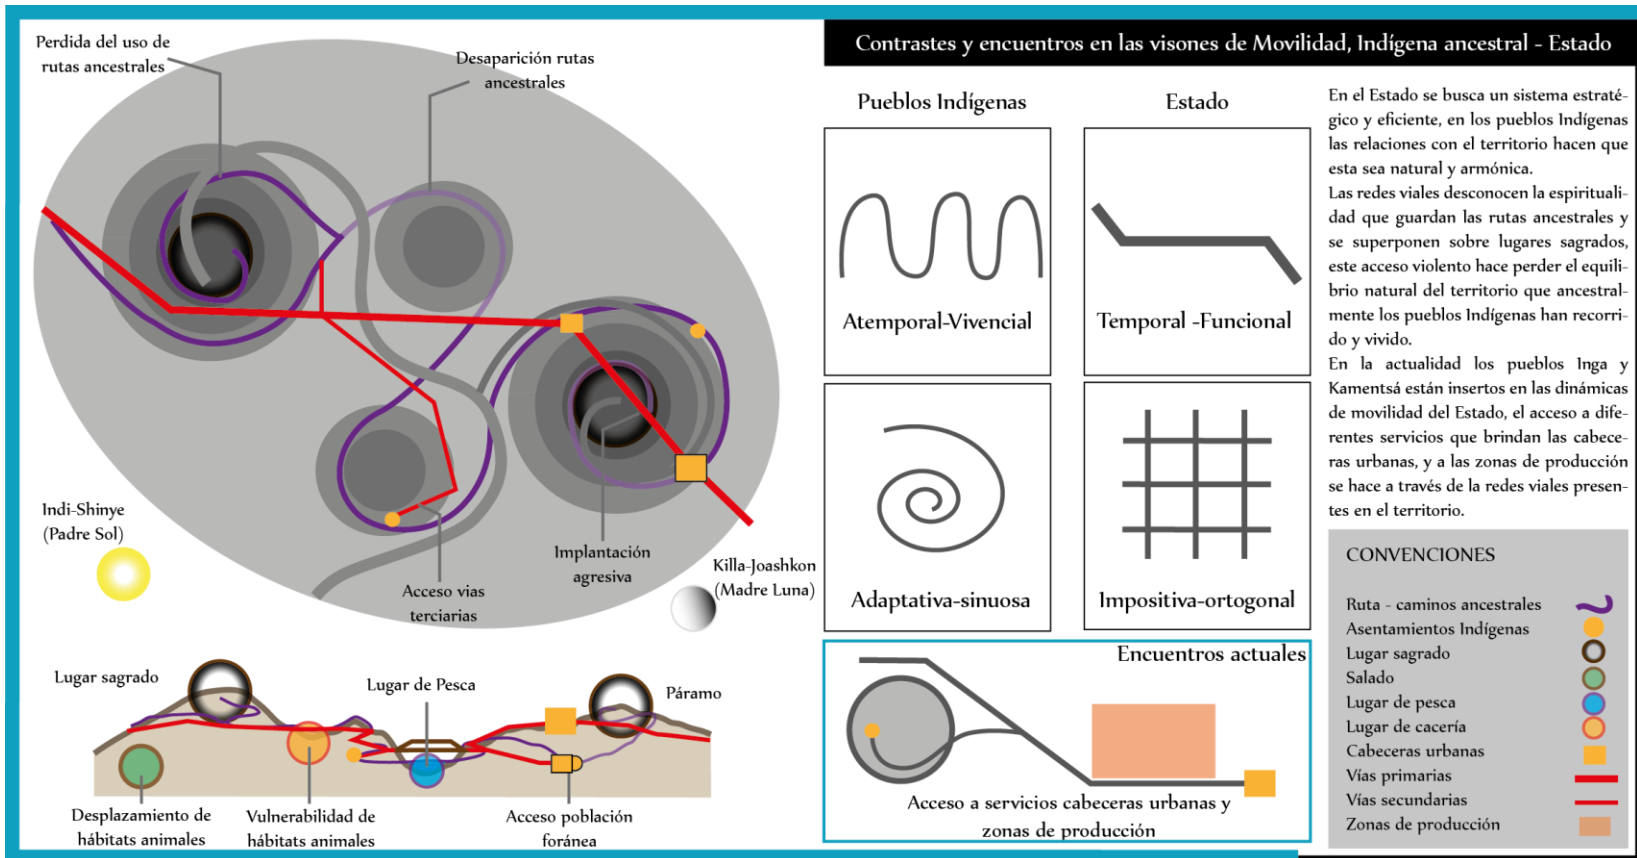 Contrastes y encuentros en las visones de Movilidad, Indígena ancestral - Estado
Perdida del uso de
rutas ancestrales
Desaparición rutas
ancestrales
Indi-Shinye
(Padre Sol)
Acceso vias
terciarias
Implantación
agresiva
Killa-Joashkon
(Madre Luna)
Lugar sagrado
Lugar de Pesca
Páramo
Desplazamiento de
hábitats animales
Vulnerabilidad de
hábitats animales
Acceso población
foránea
Pueblos Indígenas
Estado
Atemporal-Vivencial
Temporal -Funcional
Adaptativa-sinuosa
Impositiva-ortogonal
Encuentros actuales
Acceso a servicios cabeceras urbanas y
zonas de producción
En el Estado se busca un sistema estraté-
gico y eficiente, en los pueblos Indígenas
las relaciones con el territorio hacen que
esta sea natural y armónica.
Las redes viales desconocen la espirituali-
dad que guardan las rutas ancestrales y
se superponen sobre lugares sagrados,
este acceso violento hace perder el equili-
brio natural del territorio que ancestral-
mente los pueblos Indígenas han recorri-
do y vivido.
En la actualidad los pueblos Inga y
Kamentsá están insertos en las dinámicas
de movilidad del Estado, el acceso a dife-
rentes servicios que brindan las cabece-
ras urbanas, y a las zonas de producción
se hace a través de la redes viales presen-
tes en el territorio.
CONVENCIONES
Ruta - caminos ancestrales
Asentamientos Indígenas
Lugar sagrado
Salado
Lugar de pesca
Lugar de cacería
Cabeceras urbanas
Vías primarias
Vías secundarias
Zonas de producción